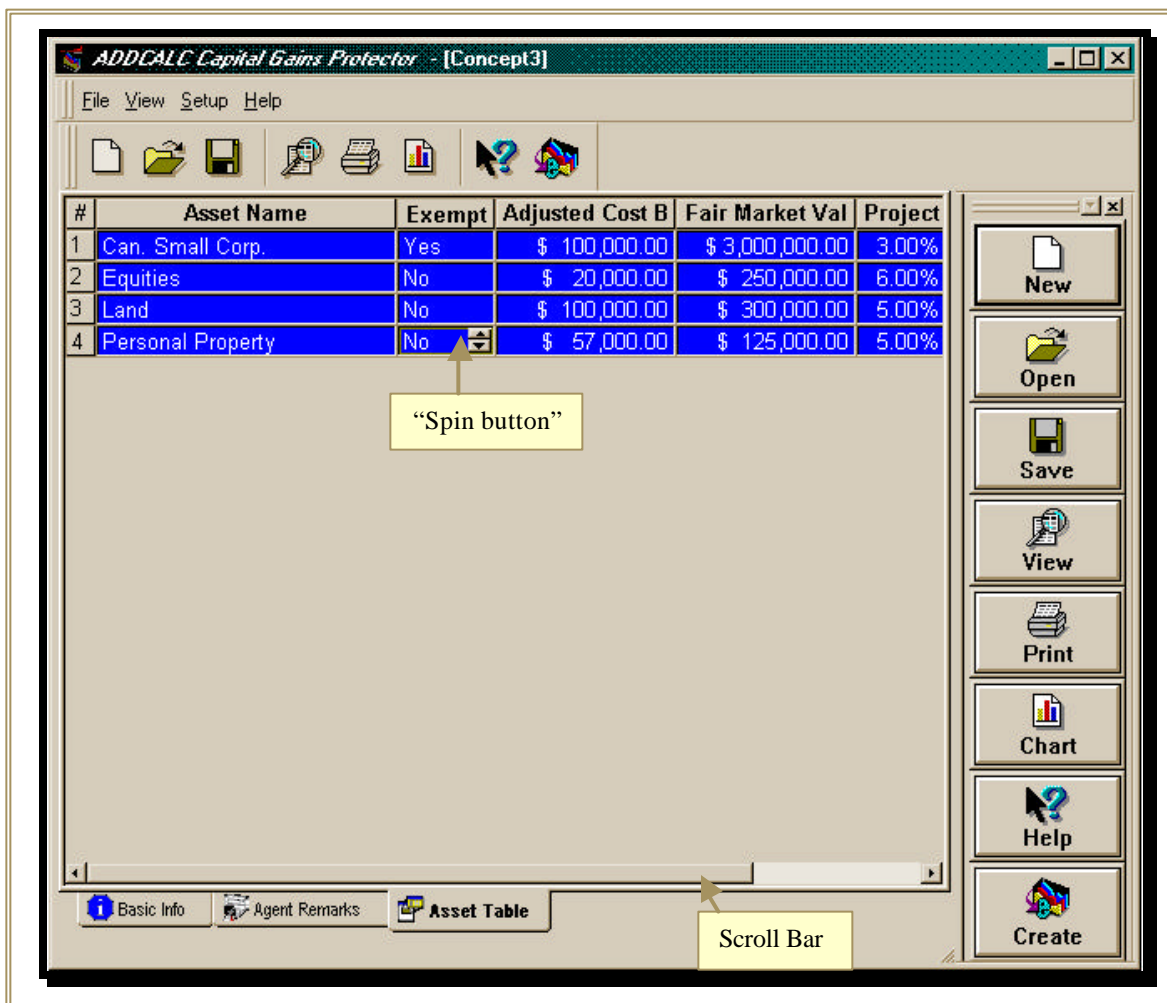 ADDCALC Capital Gains Protector - [Concept3]
File View Setup Help
# Asset Name Exempt Adjusted Cost B Fair Market Val Project
1 Can. Small Corp. Yes $ 100,000.00 $ 3,000,000.00 3.00%
2 Equities No $ 20,000.00 $ 250,000.00 6.00%
3 Land No $ 100,000.00 $ 300,000.00 5.00%
4 Personal Property No $ 57,000.00 $ 125,000.00 5.00%
“Spin button”
New
Open
Save
View
Print
Chart
Help
Create
Basic Info Agent Remarks Asset Table
Scroll Bar